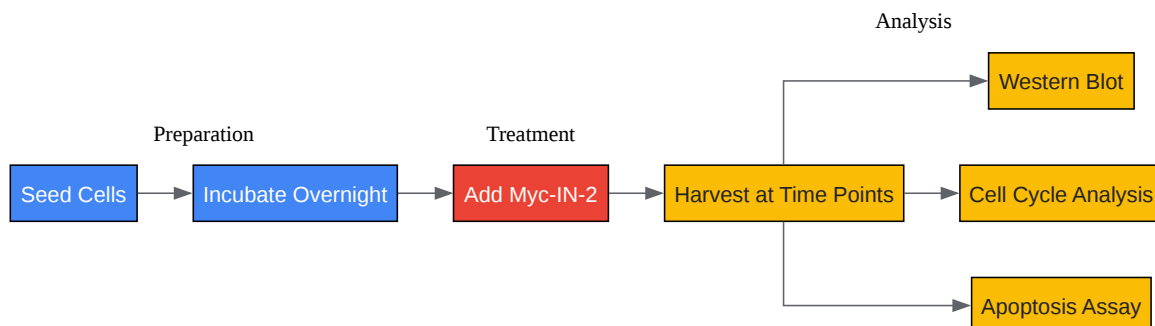 Analysis
Western Blot
Preparation
Treatment
Seed Cells
Incubate Overnight
Add Myc-IN-2
Harvest at Time Points
Cell Cycle Analysis
Apoptosis Assay